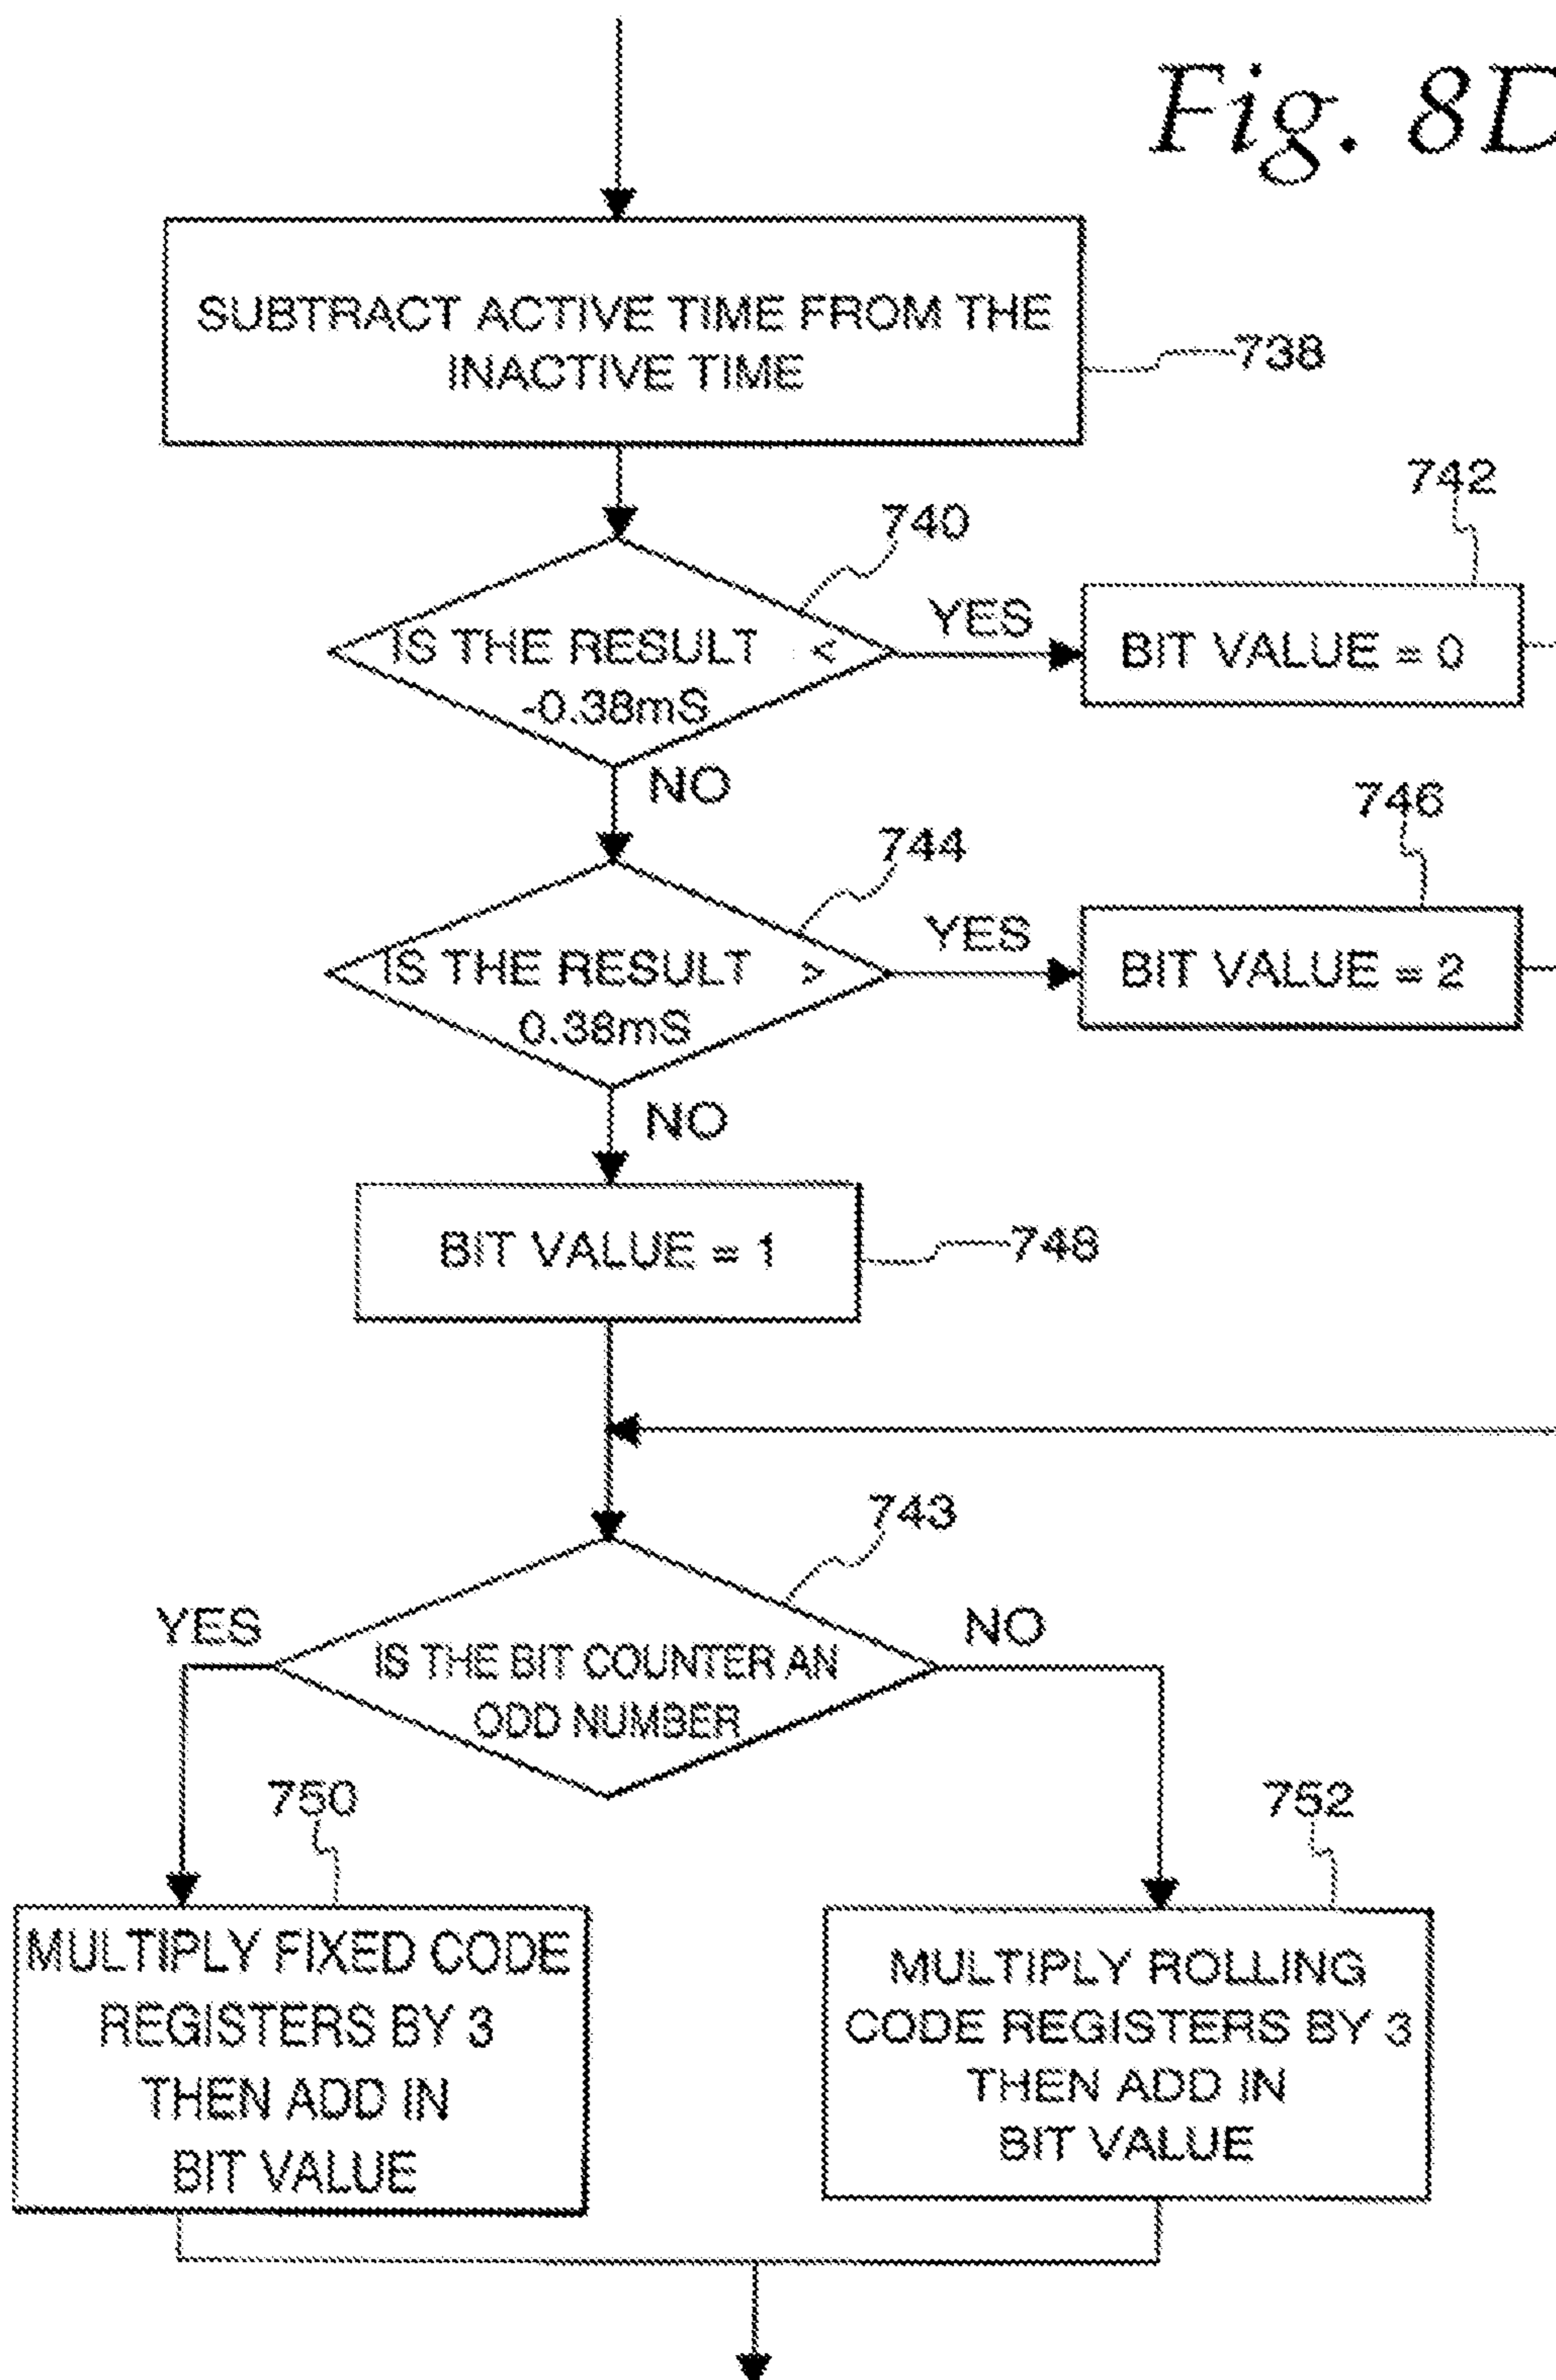 Fig. 8D
SUBTRACT ACTIVE TIME FROM THE
INACTIVE TIME
738
740
742
IS THE RESULT <
-0.38mS
YES
BIT VALUE = 0
NO
744
746
IS THE RESULT >
0.38mS
YES
BIT VALUE = 2
NO
BIT VALUE = 1
748
743
YES
IS THE BIT COUNTER AN
ODD NUMBER
NO
750
752
MULTIPLY FIXED CODE
REGISTERS BY 3
THEN ADD IN
BIT VALUE
MULTIPLY ROLLING
CODE REGISTERS BY 3
THEN ADD IN
BIT VALUE